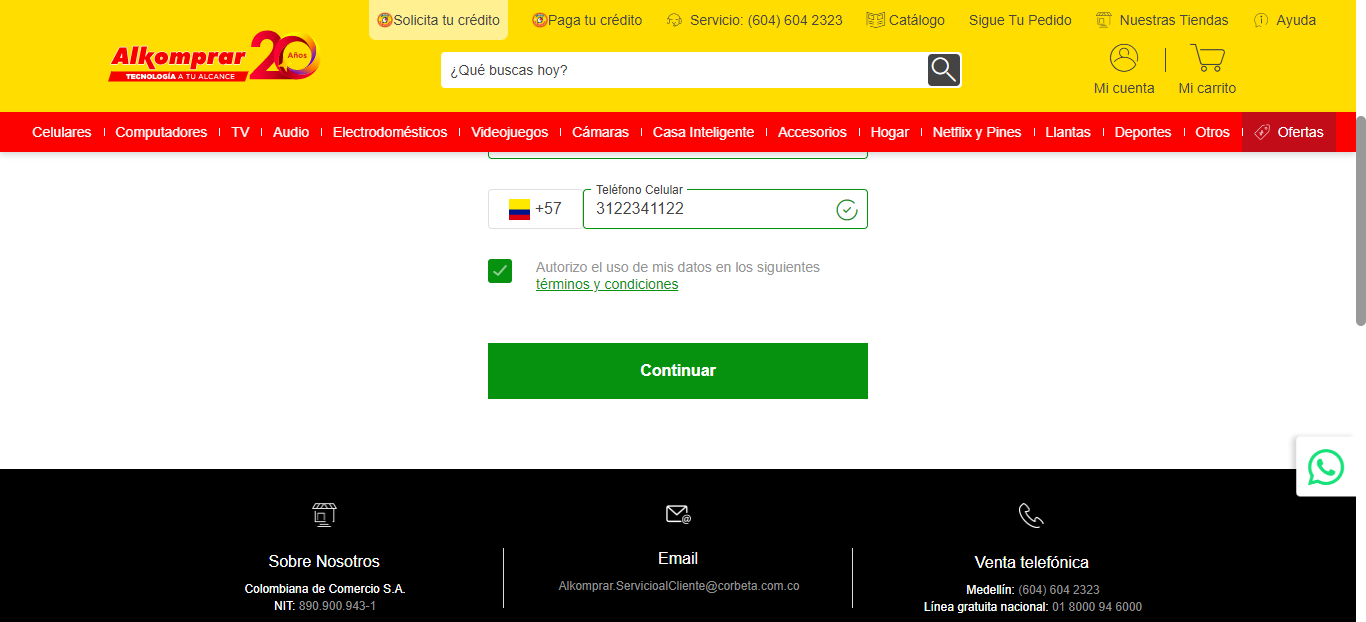 Solicita tu crédito
Paga tu crédito
Servicio: (604) 604 2323
Catálogo
Sigue Tu Pedido
Nuestras Tiendas
Ayuda
Alkomprar 20 Años
TECNOLOGÍA A TU ALCANCE
¿Qué buscas hoy?
Mi cuenta
Mi carrito
Celulares
Computadores
TV
Audio
Electrodomésticos
Videojuegos
Cámaras
Casa Inteligente
Accesorios
Hogar
Netflix y Pines
Llantas
Deportes
Otros
Ofertas
Teléfono Celular
+57
3122341122
Autorizo el uso de mis datos en los siguientes
términos y condiciones
Continuar
Sobre Nosotros
Colombiana de Comercio S.A.
NIT: 890.900.943-1
Email
Alkomprar.ServicioalCliente@corbeta.com.co
Venta telefónica
Medellín: (604) 604 2323
Línea gratuita nacional: 01 8000 94 6000